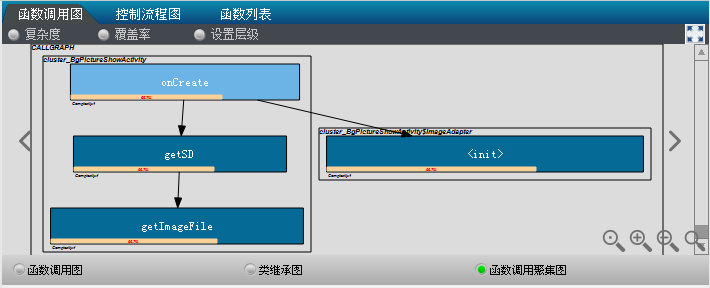 函数调用图 控制流程图 函数列表
复杂度 覆盖率 设置层级
CALLGRAPH
cluster_BgPictureShowActivity
onCreate
cluster_BgPictureShowActivity$ImageAdapter
getSD
<init>
getImageFile
函数调用图 类继承图 函数调用聚集图